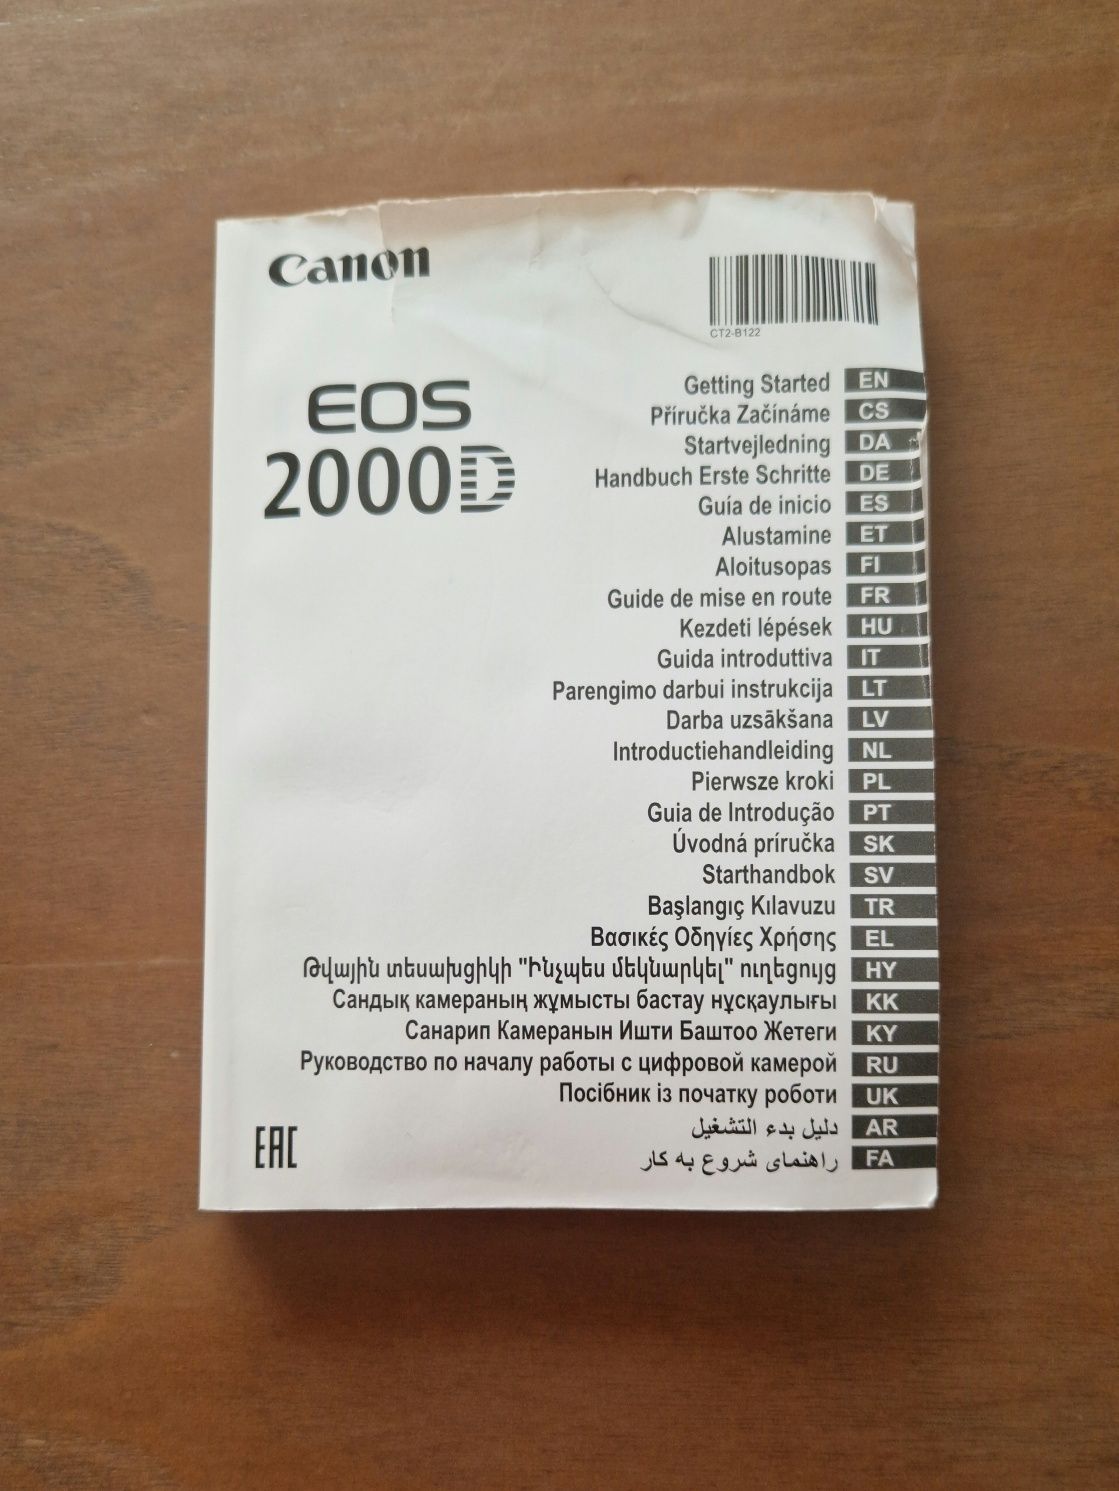 Canon
CT2-B122
EOS
2000D
Getting Started EN
Příručka Začínáme CS
Startvejledning DA
Handbuch Erste Schritte DE
Guía de inicio ES
Alustamine ET
Aloitusopas FI
Guide de mise en route FR
Kezdeti lépések HU
Guida introduttiva IT
Parengimo darbui instrukcija LT
Darba uzsākšana LV
Introductiehandleiding NL
Pierwsze kroki PL
Guia de Introdução PT
Úvodná príručka SK
Starthandbok SV
Başlangıç Kılavuzu TR
Βασικές Οδηγίες Χρήσης EL
Թվային տեսախցիկի "Ինչպես մեկնարկել" ուղեցույց HY
Сандық камераның жұмысты бастау нұсқаулығы KK
Санарип Камеранын Ишти Баштоо Жетеги KY
Руководство по началу работы с цифровой камерой RU
Посібник із початку роботи UK
دليل بدء التشغيل AR
راهنمای شروع به کار FA
EAC